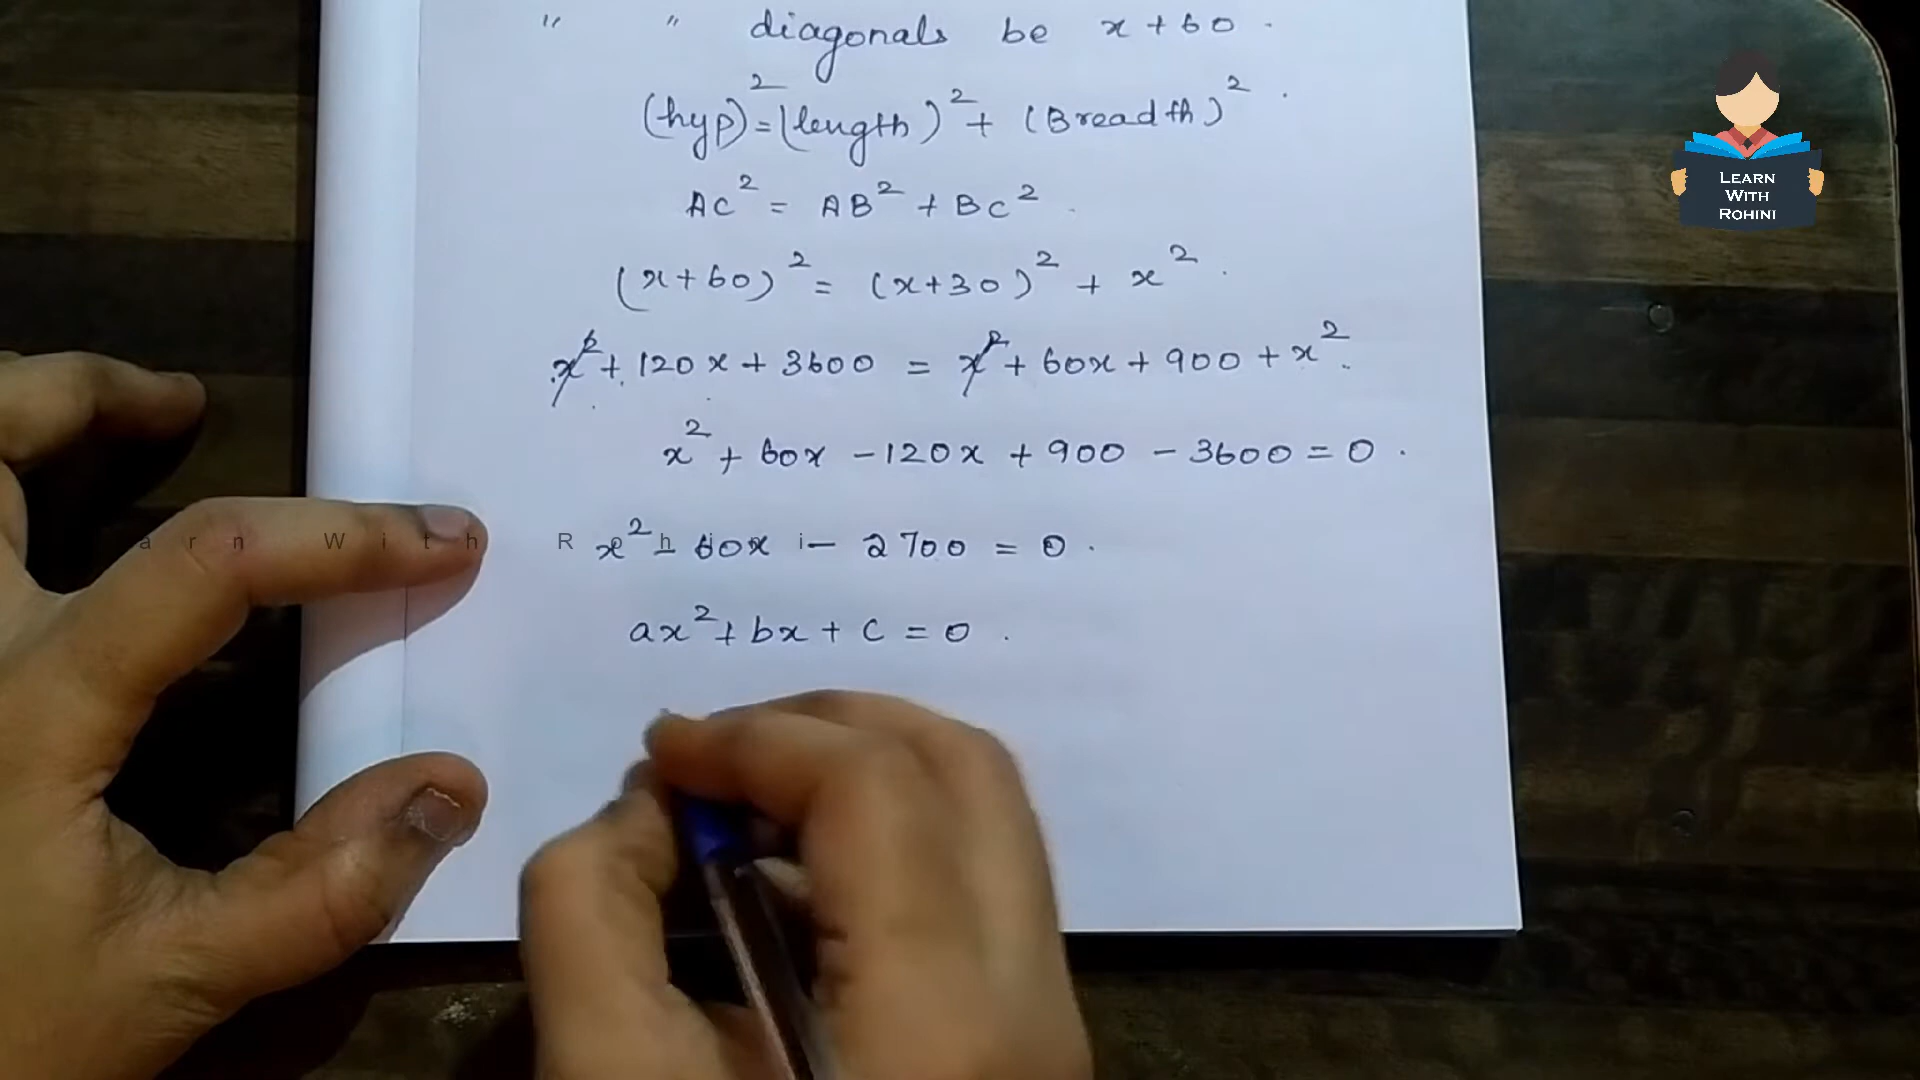 " " diagonals be x + 60 .
(hyp)² = (length)² + (Breadth)² .
AC² = AB² + BC² .
(x + 60)² = (x + 30)² + x² .
x² + 120x + 3600 = x² + 60x + 900 + x² .
x² + 60x - 120x + 900 - 3600 = 0 .
x² - 60x - 2700 = 0 .
ax² + bx + c = 0 .
LEARN
With
ROHINI
arn With R h i